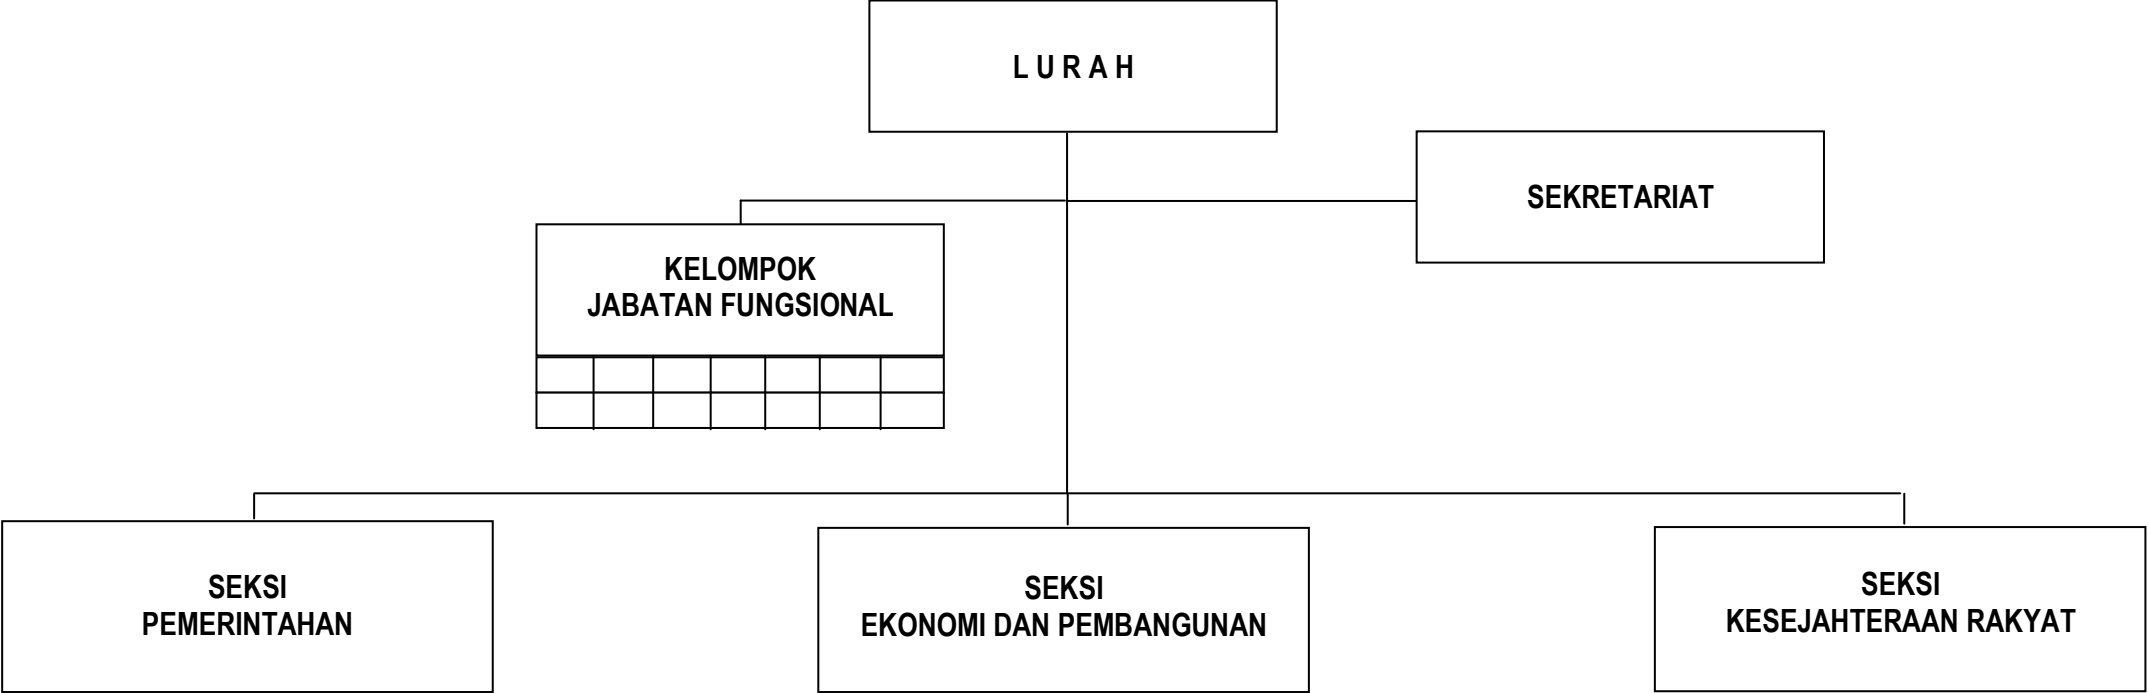 L U R A H
SEKRETARIAT
KELOMPOK
JABATAN FUNGSIONAL
SEKSI
PEMERINTAHAN
SEKSI
EKONOMI DAN PEMBANGUNAN
SEKSI
KESEJAHTERAAN RAKYAT